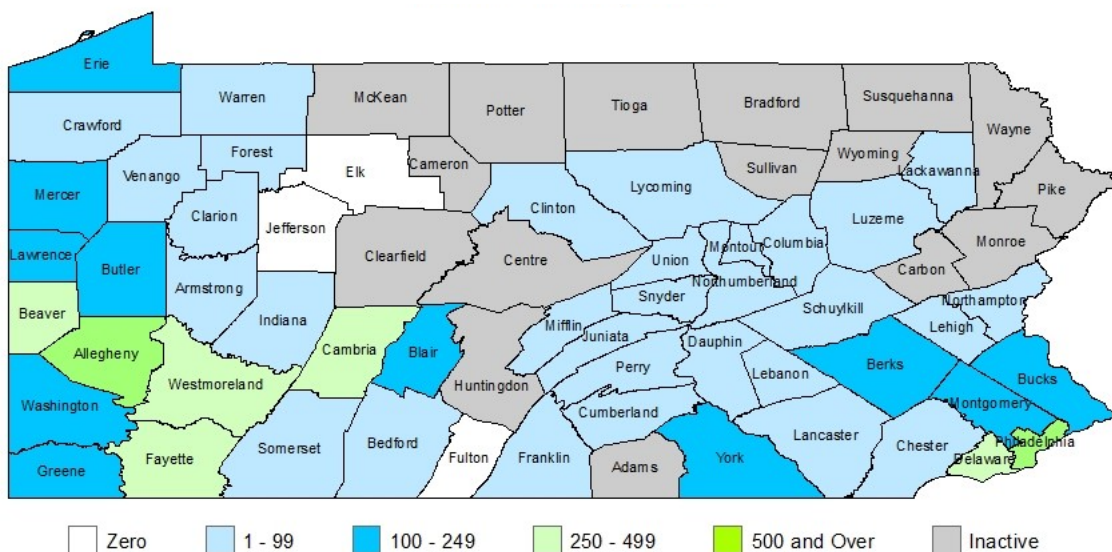 Erie
Warren
McKean
Potter
Tioga
Bradford
Susquehanna
Wayne
Crawford
Forest
Elk
Cameron
Sullivan
Wyoming
Lackawanna
Pike
Venango
Mercer
Clarion
Jefferson
Clinton
Lycoming
Luzerne
Monroe
Lawrence
Butler
Clearfield
Centre
Union
Montour
Columbia
Carbon
Armstrong
Snyder
Northumberland
Northampton
Beaver
Indiana
Mifflin
Schuylkill
Lehigh
Allegheny
Cambria
Blair
Juniata
Dauphin
Westmoreland
Huntingdon
Perry
Lebanon
Berks
Bucks
Washington
Cumberland
Montgomery
Greene
Fayette
Somerset
Bedford
Fulton
Franklin
Adams
York
Lancaster
Chester
Delaware
Philadelphia
Zero
1 - 99
100 - 249
250 - 499
500 and Over
Inactive